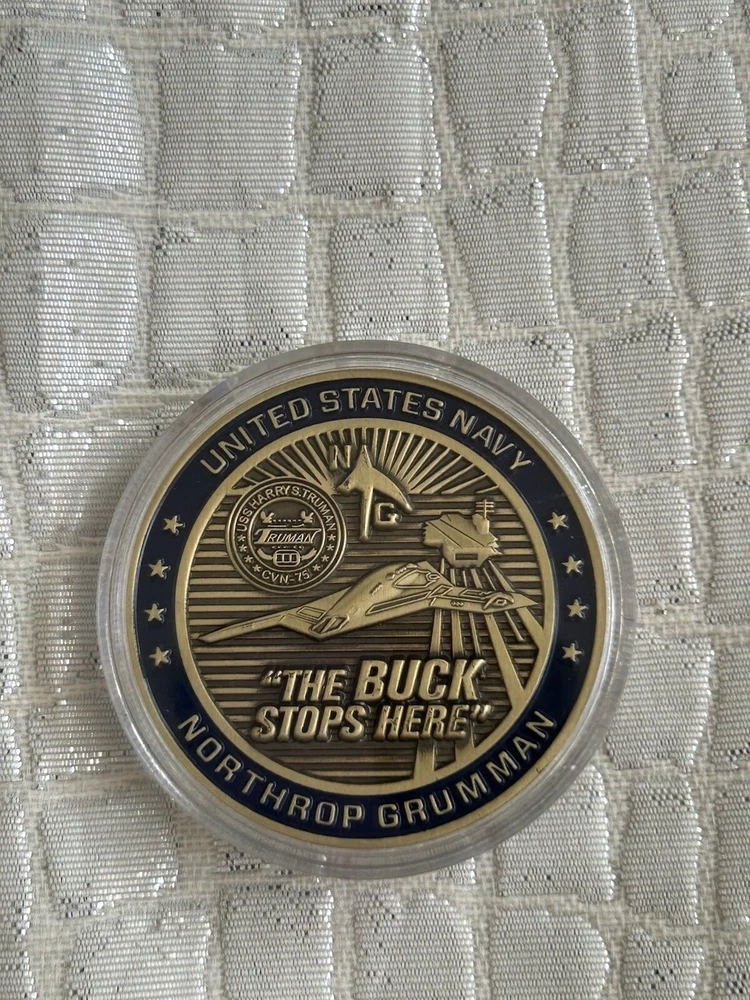 UNITED STATES NAVY
N
G
USS HARRY S. TRUMAN
TRUMAN
CVN-75
"THE BUCK
STOPS HERE"
NORTHROP GRUMMAN